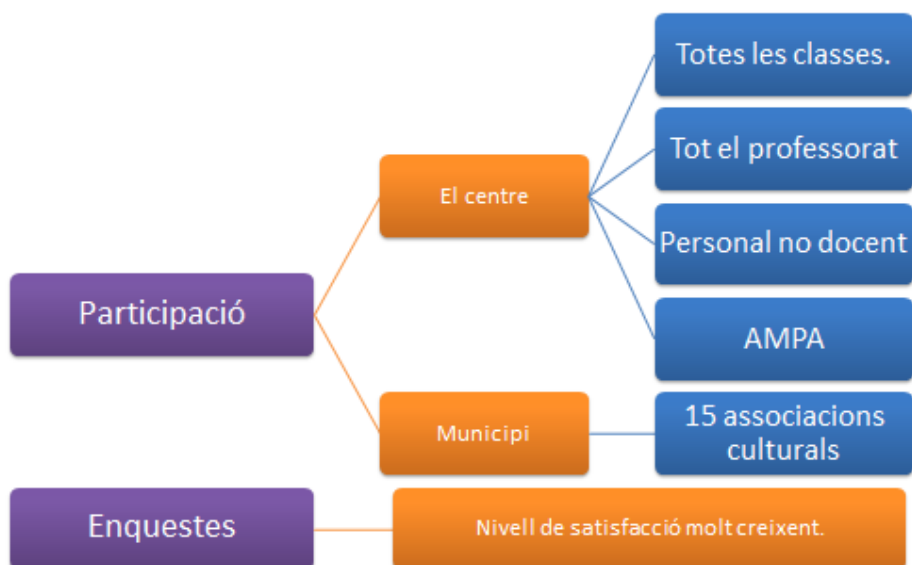 Totes les classes.
Tot el professorat
El centre
Personal no docent
Participació
AMPA
Municipi
15 associacions
culturals
Enquestes
Nivell de satisfacció molt creixent.